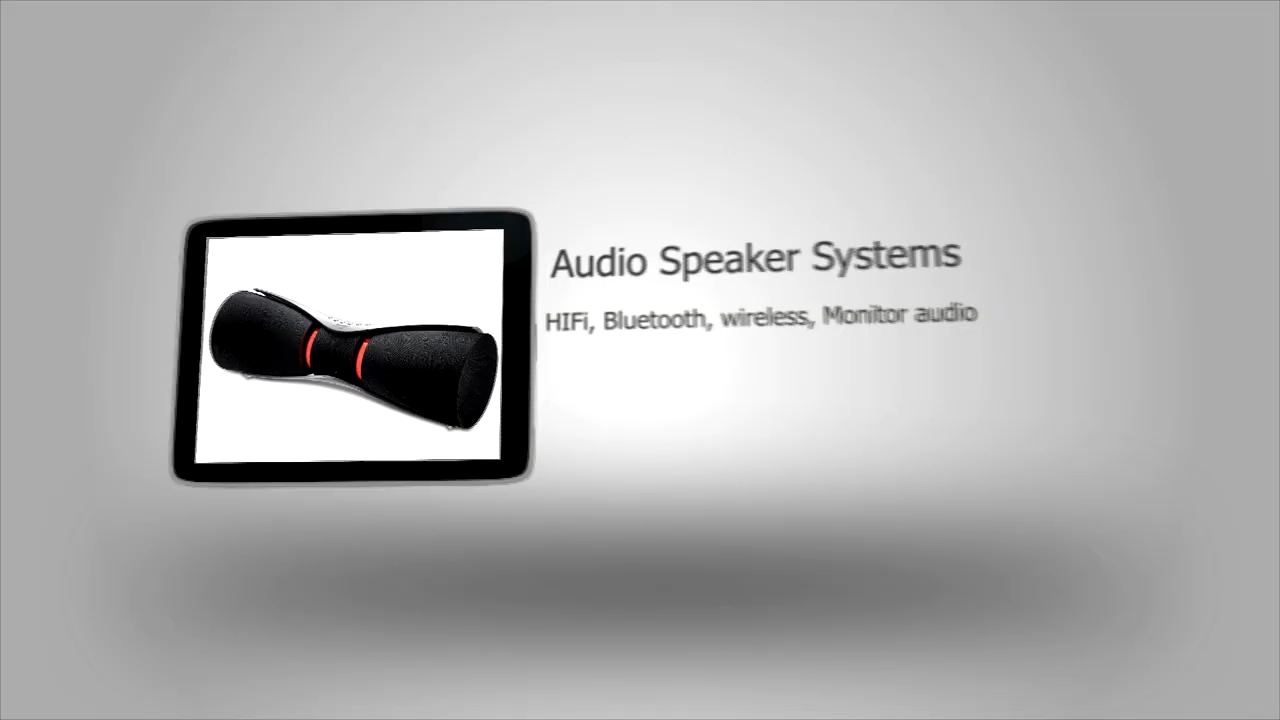 Audio Speaker Systems
HIFi, Bluetooth, wireless, Monitor audio